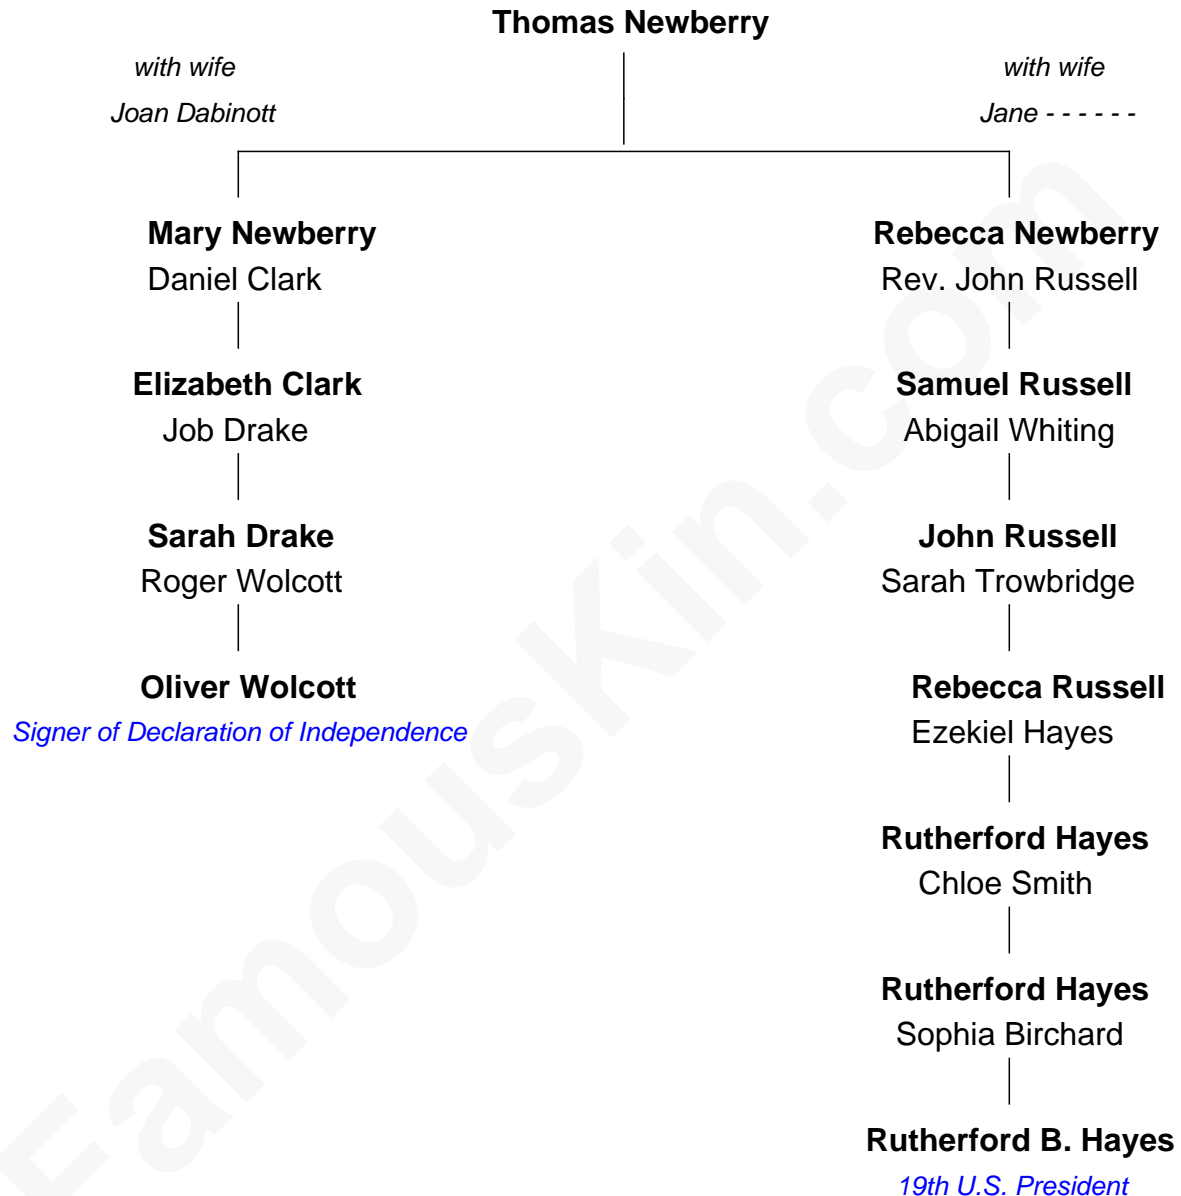 Thomas Newberry
with wife
Joan Dabinott
with wife
Jane - - - - - -
Mary Newberry
Daniel Clark
Rebecca Newberry
Rev. John Russell
Elizabeth Clark
Job Drake
Samuel Russell
Abigail Whiting
Sarah Drake
Roger Wolcott
John Russell
Sarah Trowbridge
Oliver Wolcott
Signer of Declaration of Independence
Rebecca Russell
Ezekiel Hayes
Rutherford Hayes
Chloe Smith
Rutherford Hayes
Sophia Birchard
Rutherford B. Hayes
19th U.S. President
FamousKin.com